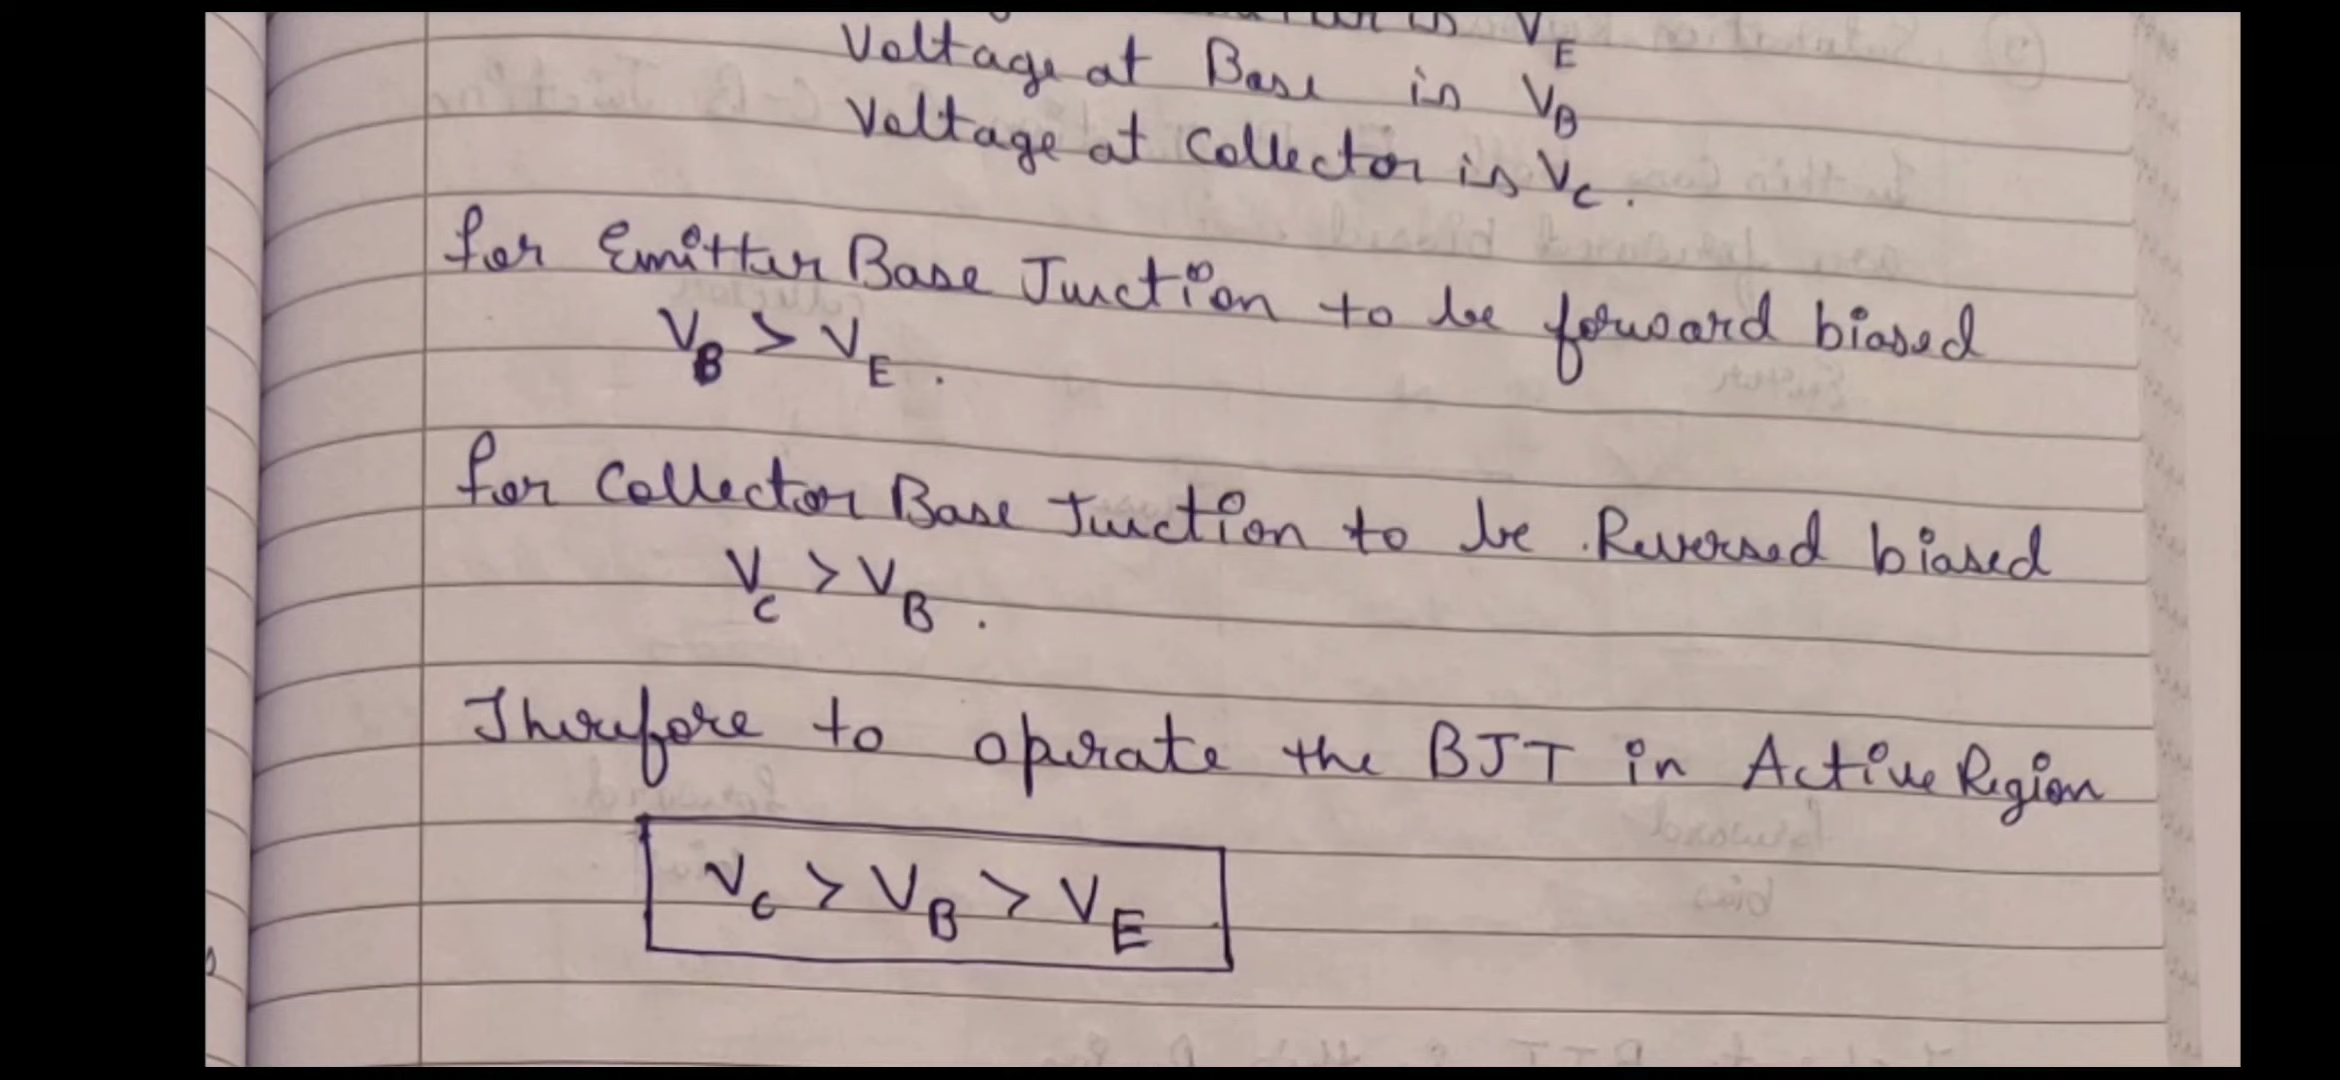 is V_E
Voltage at Base is V_B
Voltage at Collector is V_C.
for Emitter Base Junction to be forward biased
V_B > V_E.
for Collector Base Junction to be Reversed biased
V_C > V_B.
Therefore to operate the BJT in Active Region
V_C > V_B > V_E